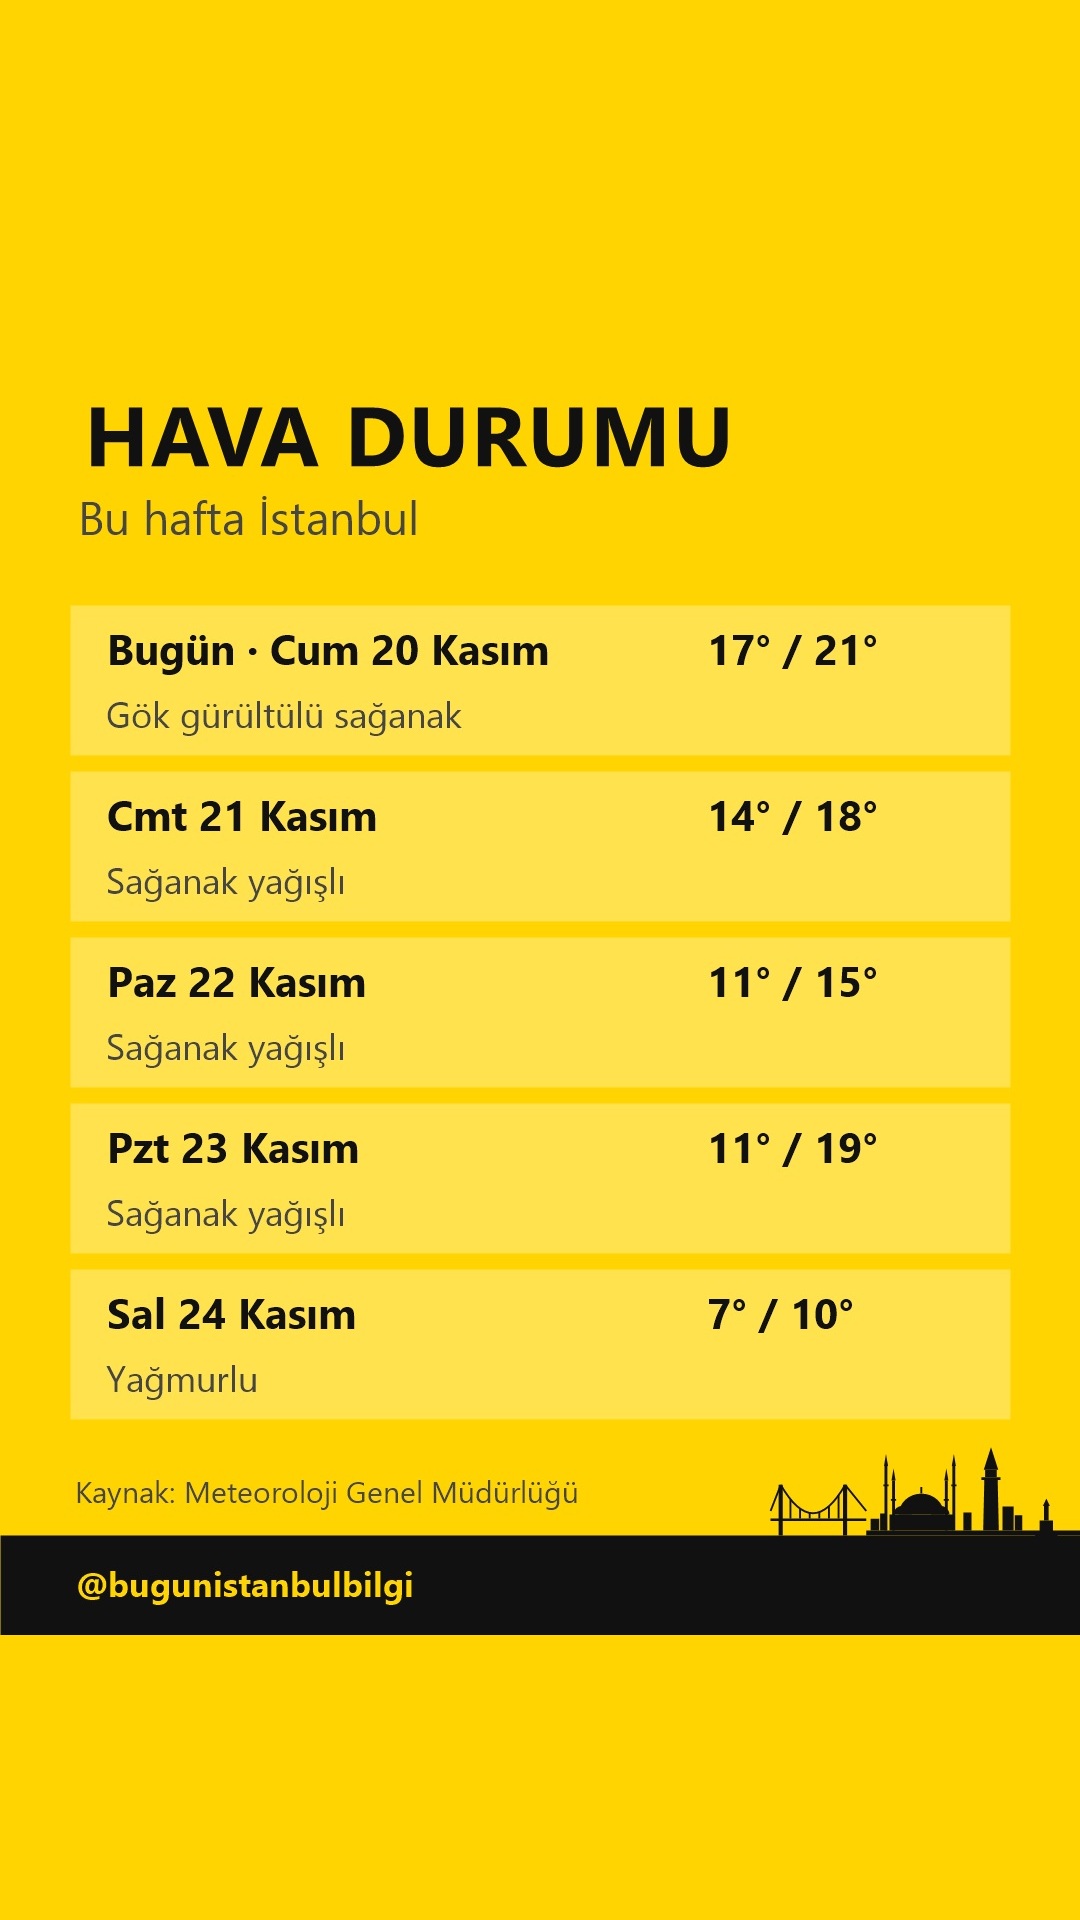 HAVA DURUMU
Bu hafta İstanbul
Bugün · Cum 20 Kasım 17° / 21°
Gök gürültülü sağanak
Cmt 21 Kasım 14° / 18°
Sağanak yağışlı
Paz 22 Kasım 11° / 15°
Sağanak yağışlı
Pzt 23 Kasım 11° / 19°
Sağanak yağışlı
Sal 24 Kasım 7° / 10°
Yağmurlu
Kaynak: Meteoroloji Genel Müdürlüğü
@bugunistanbulbilgi